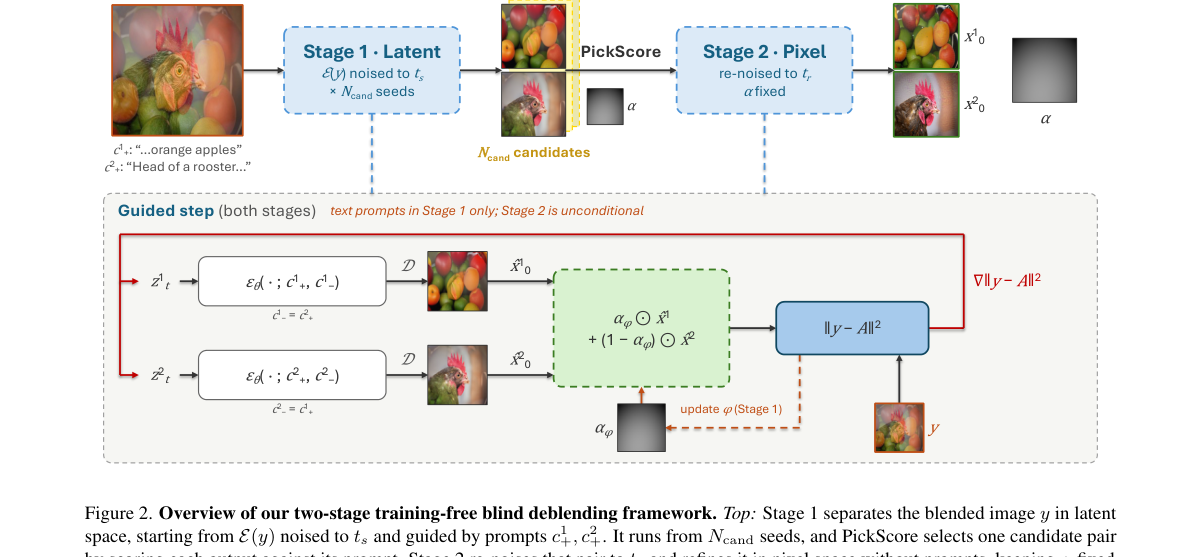 Stage 1 · Latent
ℰ(y) noised to tₛ
× N_cand seeds
PickScore
α
Stage 2 · Pixel
re-noised to tᵣ
α fixed
x¹₀
x²₀
α
c¹₊: “...orange apples”
c²₊: “Head of a rooster...”
N_cand candidates
Guided step (both stages) text prompts in Stage 1 only; Stage 2 is unconditional
z¹ₜ
ε_θ( · ; c¹₊, c¹₋)
𝒟
x̂¹₀
c¹₋ = c²₊
∇‖y − A‖²
α_φ ⊙ x̂¹
+ (1 − α_φ) ⊙ x̂²
‖y − A‖²
z²ₜ
ε_θ( · ; c²₊, c²₋)
𝒟
x̂²₀
c²₋ = c¹₊
update φ (Stage 1)
α_φ
y
Figure 2. Overview of our two-stage training-free blind deblending framework. Top: Stage 1 separates the blended image y in latent
space, starting from ℰ(y) noised to tₛ and guided by prompts c¹₊, c²₊. It runs from N_cand seeds, and PickScore selects one candidate pair